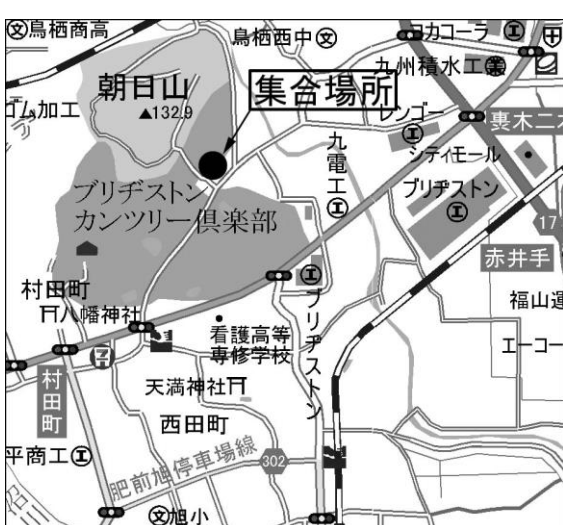 鳥栖商高
鳥栖西中
コカコーラ
朝日山
▲132.9
集合場所
九州積水工業
ゴム加工
レンゴー
シティモール
九電工
ブリヂストン
ブリヂストン
カンツリー倶楽部
17
赤井手
村田町
八幡神社
ブリヂストン
福山通
看護高等
専修学校
エーコー
天満神社
村田町
西田町
平商工
肥前旭停車場線
302
旭小